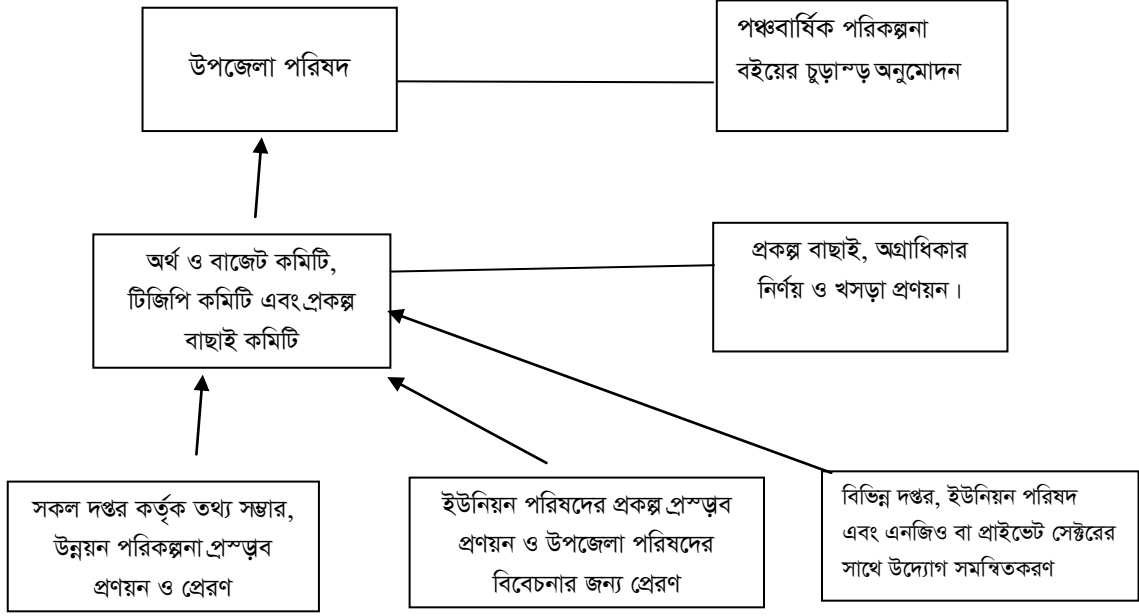 উপজেলা পরিষদ
পঞ্চবার্ষিক পরিকল্পনা
বইয়ের চুড়াম্ড় অনুমোদন
অর্থ ও বাজেট কমিটি,
টিজিপি কমিটি এবং প্রকল্প
বাছাই কমিটি
প্রকল্প বাছাই, অগ্রাধিকার
নির্ণয় ও খসড়া প্রণয়ন।
সকল দপ্তর কর্তৃক তথ্য সম্ভার,
উন্নয়ন পরিকল্পনা প্রস্ড়াব
প্রণয়ন ও প্রেরণ
ইউনিয়ন পরিষদের প্রকল্প প্রস্ড়াব
প্রণয়ন ও উপজেলা পরিষদের
বিবেচনার জন্য প্রেরণ
বিভিন্ন দপ্তর, ইউনিয়ন পরিষদ
এবং এনজিও বা প্রাইভেট সেক্টরের
সাথে উদ্যোগ সমন্বিতকরণ